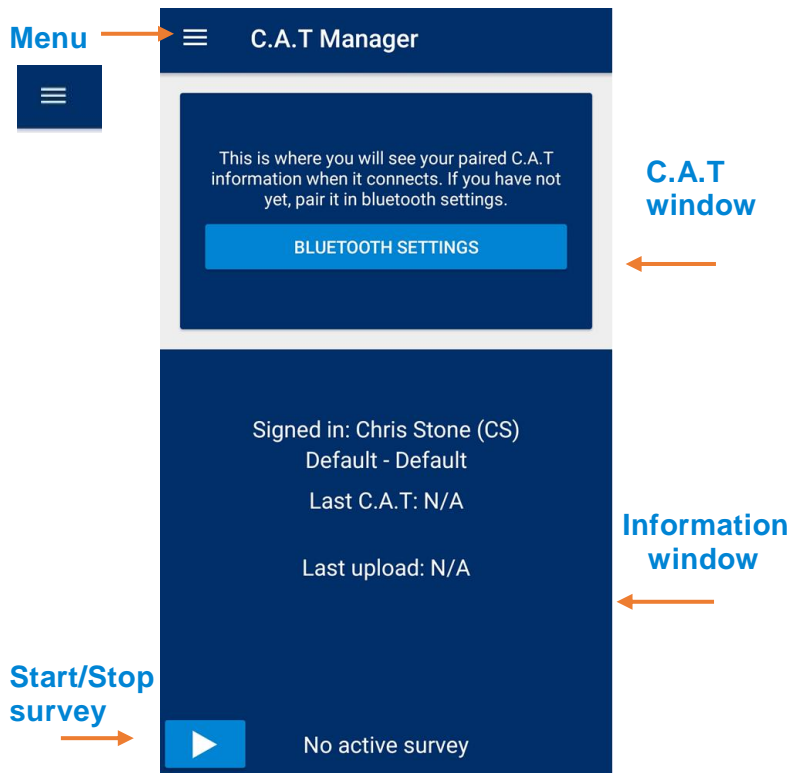 Menu
C.A.T Manager
This is where you will see your paired C.A.T
information when it connects. If you have not
yet, pair it in bluetooth settings.
BLUETOOTH SETTINGS
C.A.T
window
Signed in: Chris Stone (CS)
Default - Default
Last C.A.T: N/A
Last upload: N/A
Information
window
Start/Stop
survey
No active survey